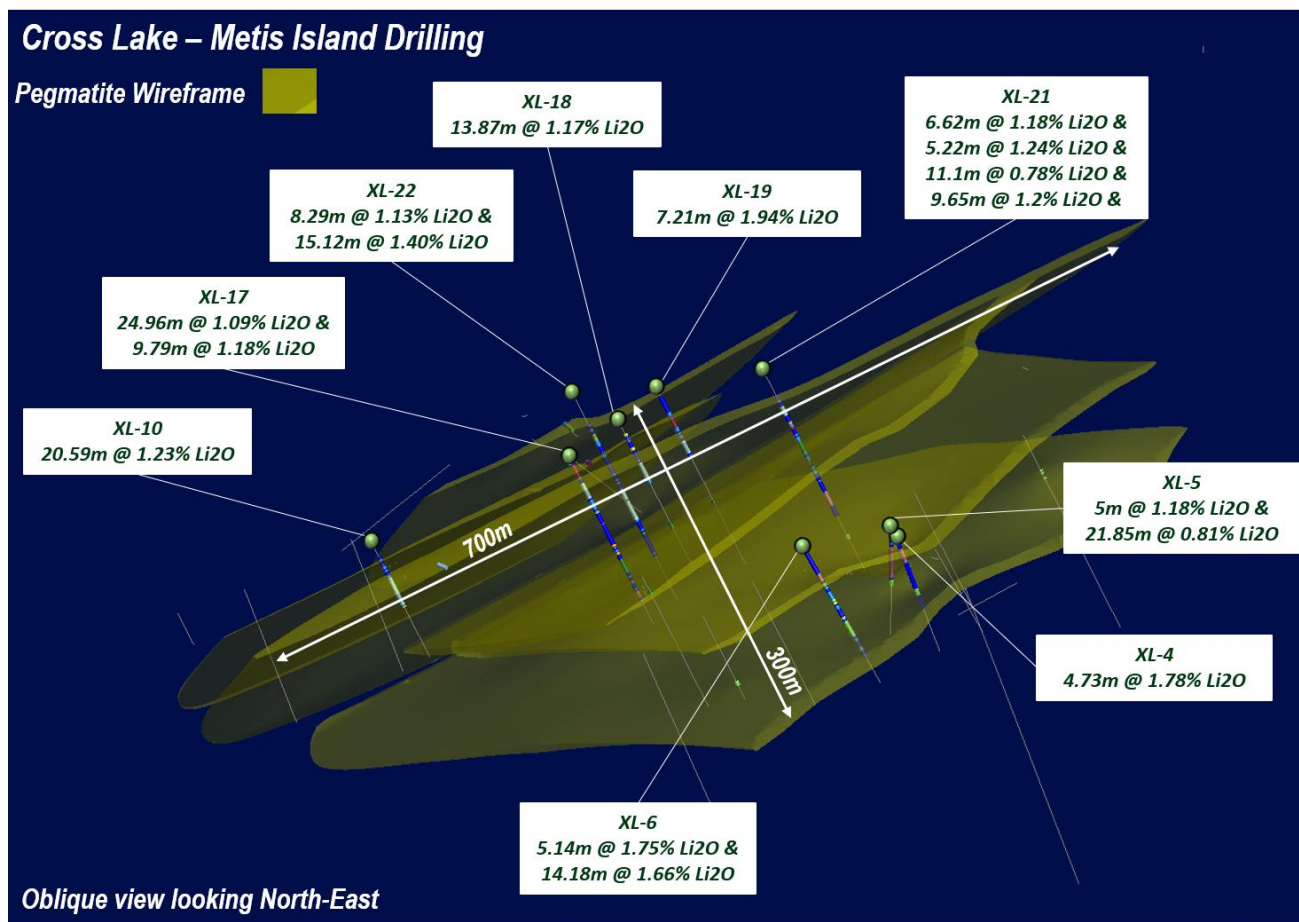 Cross Lake – Metis Island Drilling
Pegmatite Wireframe
XL-18
13.87m @ 1.17% Li2O
XL-21
6.62m @ 1.18% Li2O &
5.22m @ 1.24% Li2O &
11.1m @ 0.78% Li2O &
9.65m @ 1.2% Li2O &
XL-22
8.29m @ 1.13% Li2O &
15.12m @ 1.40% Li2O
XL-19
7.21m @ 1.94% Li2O
XL-17
24.96m @ 1.09% Li2O &
9.79m @ 1.18% Li2O
XL-10
20.59m @ 1.23% Li2O
700m
300m
XL-5
5m @ 1.18% Li2O &
21.85m @ 0.81% Li2O
XL-4
4.73m @ 1.78% Li2O
XL-6
5.14m @ 1.75% Li2O &
14.18m @ 1.66% Li2O
Oblique view looking North-East